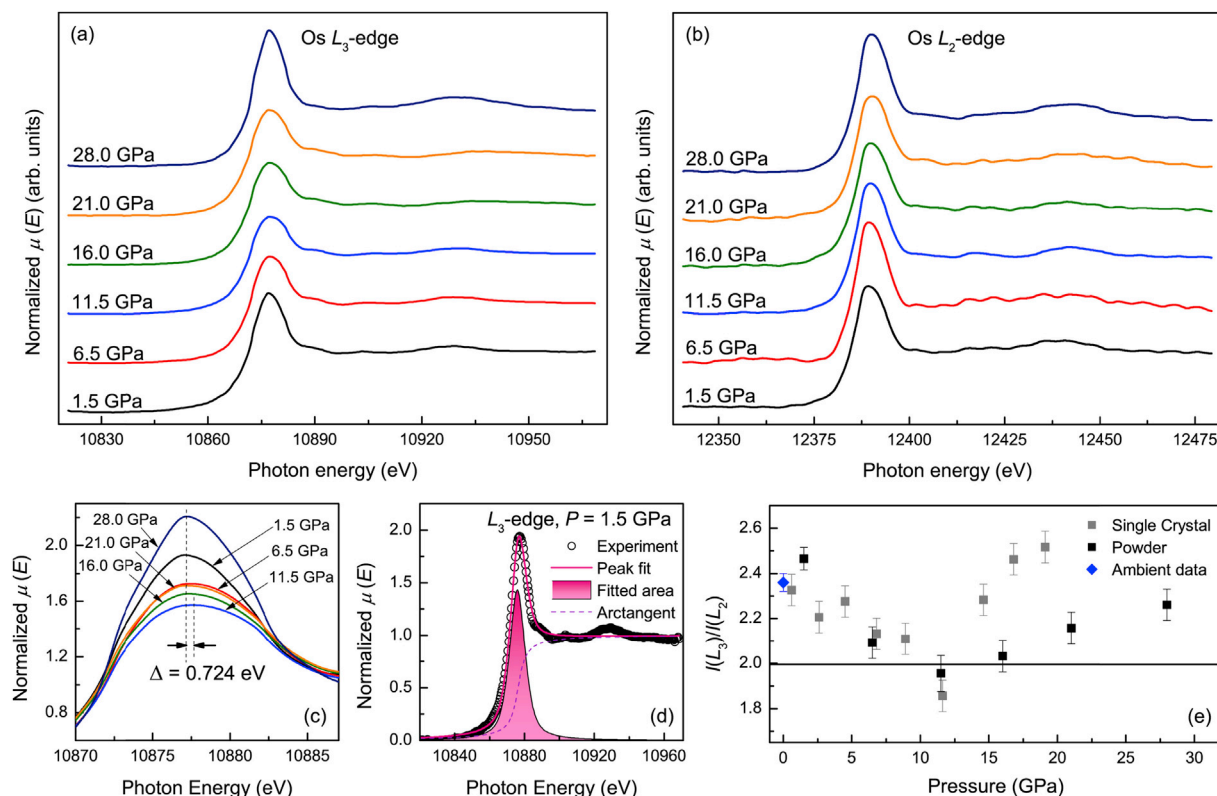 (a)
Os L3-edge
Normalized μ (E) (arb. units)
28.0 GPa
21.0 GPa
16.0 GPa
11.5 GPa
6.5 GPa
1.5 GPa
10830 10860 10890 10920 10950
Photon energy (eV)
(b)
Os L2-edge
Normalized μ (E) (arb. units)
28.0 GPa
21.0 GPa
16.0 GPa
11.5 GPa
6.5 GPa
1.5 GPa
12350 12375 12400 12425 12450 12475
Photon energy (eV)
Normalized μ (E)
2.0
1.6
1.2
0.8
28.0 GPa
21.0 GPa
16.0 GPa
1.5 GPa
6.5 GPa
11.5 GPa
Δ = 0.724 eV
(c)
10870 10875 10880 10885
Photon Energy (eV)
Normalized μ (E)
2.0
1.5
1.0
0.5
0.0
L3-edge, P = 1.5 GPa
Experiment
Peak fit
Fitted area
Arctangent
(d)
10840 10880 10920 10960
Photon Energy (eV)
I(L3)/I(L2)
2.6
2.4
2.2
2.0
1.8
Single Crystal
Powder
Ambient data
(e)
0 5 10 15 20 25 30
Pressure (GPa)